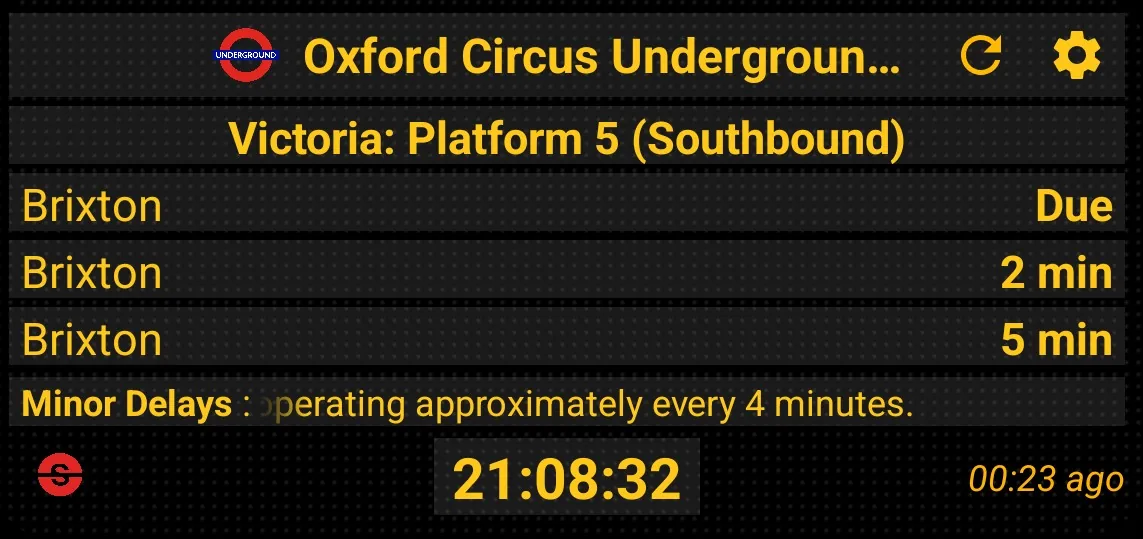 UNDERGROUND Oxford Circus Undergroun...
Victoria: Platform 5 (Southbound)
Brixton Due
Brixton 2 min
Brixton 5 min
Minor Delays : operating approximately every 4 minutes.
S 21:08:32 00:23 ago